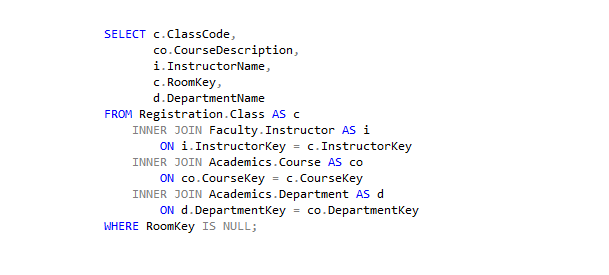 SELECT c.ClassCode,
co.CourseDescription,
i.InstructorName,
c.RoomKey,
d.DepartmentName
FROM Registration.Class AS c
INNER JOIN Faculty.Instructor AS i
ON i.InstructorKey = c.InstructorKey
INNER JOIN Academics.Course AS co
ON co.CourseKey = c.CourseKey
INNER JOIN Academics.Department AS d
ON d.DepartmentKey = co.DepartmentKey
WHERE RoomKey IS NULL;